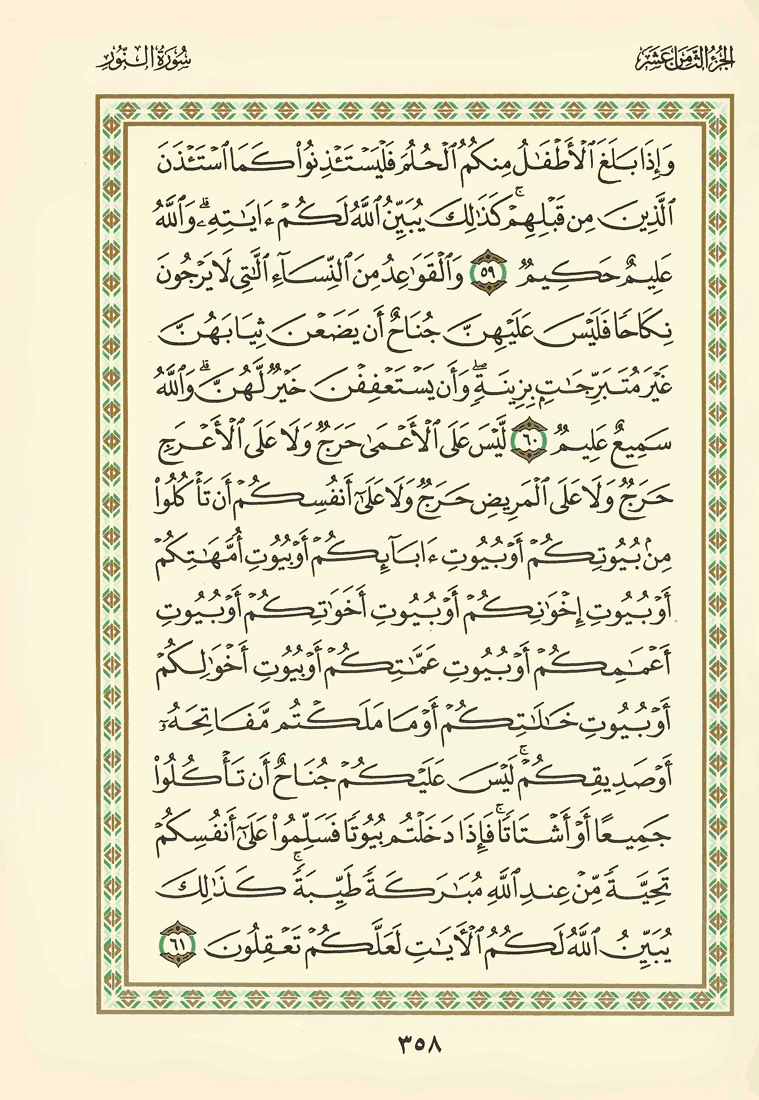 الجزء الثامن عشر
سورة النور
وَإِذَا بَلَغَ ٱلْأَطْفَٰلُ مِنكُمُ ٱلْحُلُمَ فَلْيَسْتَـْٔذِنُوا۟ كَمَا ٱسْتَـْٔذَنَ
ٱلَّذِينَ مِن قَبْلِهِمْ ۚ كَذَٰلِكَ يُبَيِّنُ ٱللَّهُ لَكُمْ ءَايَٰتِهِۦ ۗ وَٱللَّهُ
عَلِيمٌ حَكِيمٌ ٥٩ وَٱلْقَوَٰعِدُ مِنَ ٱلنِّسَآءِ ٱلَّٰتِى لَا يَرْجُونَ
نِكَاحًا فَلَيْسَ عَلَيْهِنَّ جُنَاحٌ أَن يَضَعْنَ ثِيَابَهُنَّ
غَيْرَ مُتَبَرِّجَٰتٍۭ بِزِينَةٍ ۖ وَأَن يَسْتَعْفِفْنَ خَيْرٌ لَّهُنَّ ۗ وَٱللَّهُ
سَمِيعٌ عَلِيمٌ ٦٠ لَّيْسَ عَلَى ٱلْأَعْمَىٰ حَرَجٌ وَلَا عَلَى ٱلْأَعْرَجِ
حَرَجٌ وَلَا عَلَى ٱلْمَرِيضِ حَرَجٌ وَلَا عَلَىٰٓ أَنفُسِكُمْ أَن تَأْكُلُوا۟
مِنۢ بُيُوتِكُمْ أَوْ بُيُوتِ ءَابَآئِكُمْ أَوْ بُيُوتِ أُمَّهَٰتِكُمْ
أَوْ بُيُوتِ إِخْوَٰنِكُمْ أَوْ بُيُوتِ أَخَوَٰتِكُمْ أَوْ بُيُوتِ
أَعْمَٰمِكُمْ أَوْ بُيُوتِ عَمَّٰتِكُمْ أَوْ بُيُوتِ أَخْوَٰلِكُمْ
أَوْ بُيُوتِ خَٰلَٰتِكُمْ أَوْ مَا مَلَكْتُم مَّفَاتِحَهُۥٓ
أَوْ صَدِيقِكُمْ ۚ لَيْسَ عَلَيْكُمْ جُنَاحٌ أَن تَأْكُلُوا۟
جَمِيعًا أَوْ أَشْتَاتًا ۚ فَإِذَا دَخَلْتُم بُيُوتًا فَسَلِّمُوا۟ عَلَىٰٓ أَنفُسِكُمْ
تَحِيَّةً مِّنْ عِندِ ٱللَّهِ مُبَٰرَكَةً طَيِّبَةً ۚ كَذَٰلِكَ
يُبَيِّنُ ٱللَّهُ لَكُمُ ٱلْـَٔايَٰتِ لَعَلَّكُمْ تَعْقِلُونَ ٦١
٣٥٨